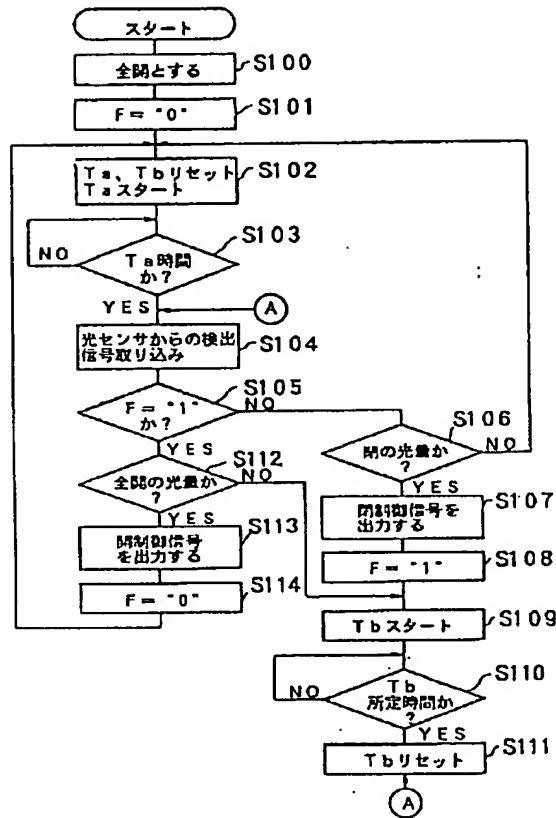 スタート
全開とする
S100
F="0"
S101
Ta、Tbリセット
Taスタート
S102
Ta時間
か?
S103
NO
YES
A
光センサからの検出
信号取り込み
S104
F="1"
か?
S105
NO
YES
閉の光量か
?
S106
NO
YES
全開の光量か
?
S112
NO
YES
閉制御信号を
出力する
S107
開制御信号
を出力する
S113
F="1"
S108
F="0"
S114
Tbスタート
S109
Tb
所定時間か
?
S110
NO
YES
Tbリセット
S111
A